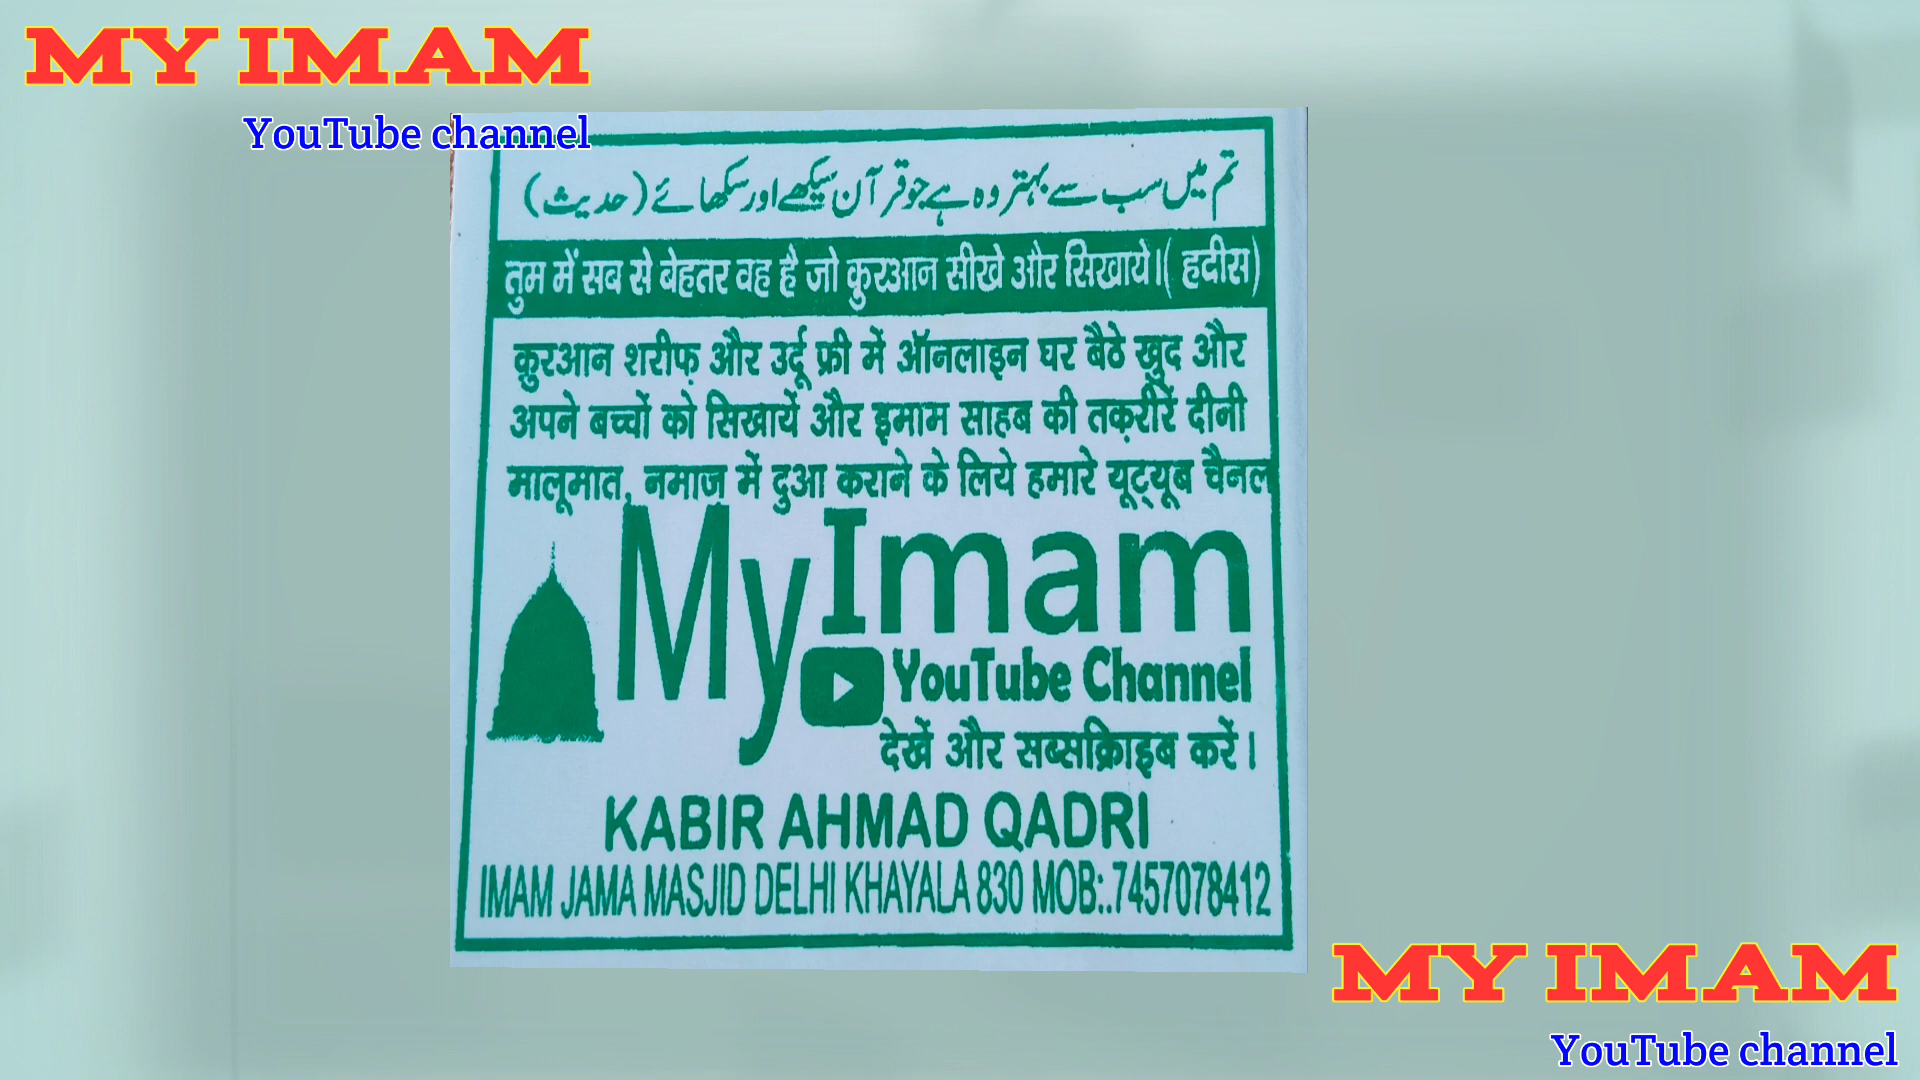 MY IMAM
YouTube channel
تم میں سب سے بہتر وہ ہے جو قرآن سیکھے اور سکھائے (حدیث)
तुम में सब से बेहतर वह है जो क़ुरआन सीखे और सिखाये।( हदीस)
क़ुरआन शरीफ़ और उर्दू फ्री में ऑनलाइन घर बैठे ख़ुद और
अपने बच्चों को सिखायें और इमाम साहब की तक़रीरें दीनी
मालूमात, नमाज़ में दुआ कराने के लिये हमारे यूट्यूब चैनल
My Imam
YouTube Channel
देखें और सब्सक्रिाइब करें।
KABIR AHMAD QADRI
IMAM JAMA MASJID DELHI KHAYALA 830 MOB:.7457078412
MY IMAM
YouTube channel